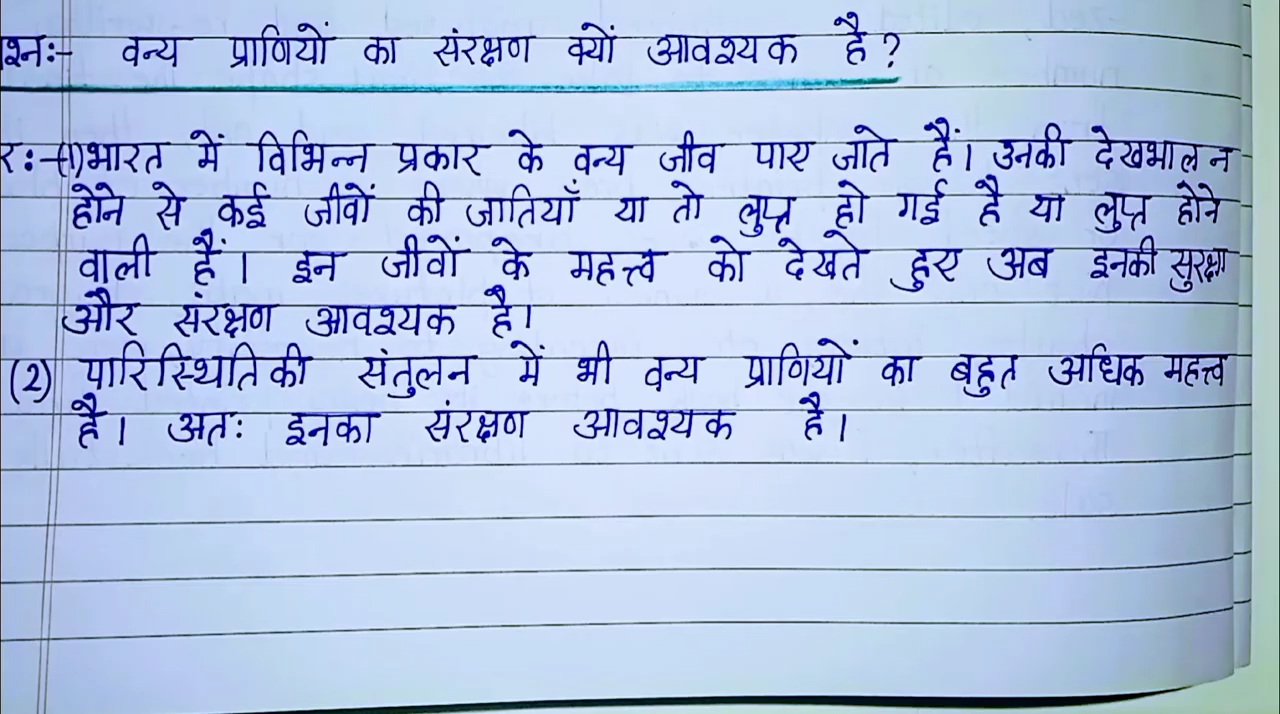 श्नः- वन्य प्राणियों का संरक्षण क्यों आवश्यक है?
रः-(1)भारत में विभिन्न प्रकार के वन्य जीव पाए जाते हैं। उनकी देखभाल न
होने से कई जीवों की जातियाँ या तो लुप्त हो गई है या लुप्त होने
वाली हैं। इन जीवों के महत्त्व को देखते हुए अब इनकी सुरक्षा
और संरक्षण आवश्यक है।
(2) पारिस्थितिकी संतुलन में भी वन्य प्राणियों का बहुत अधिक महत्त्व
है। अतः इनका संरक्षण आवश्यक है।